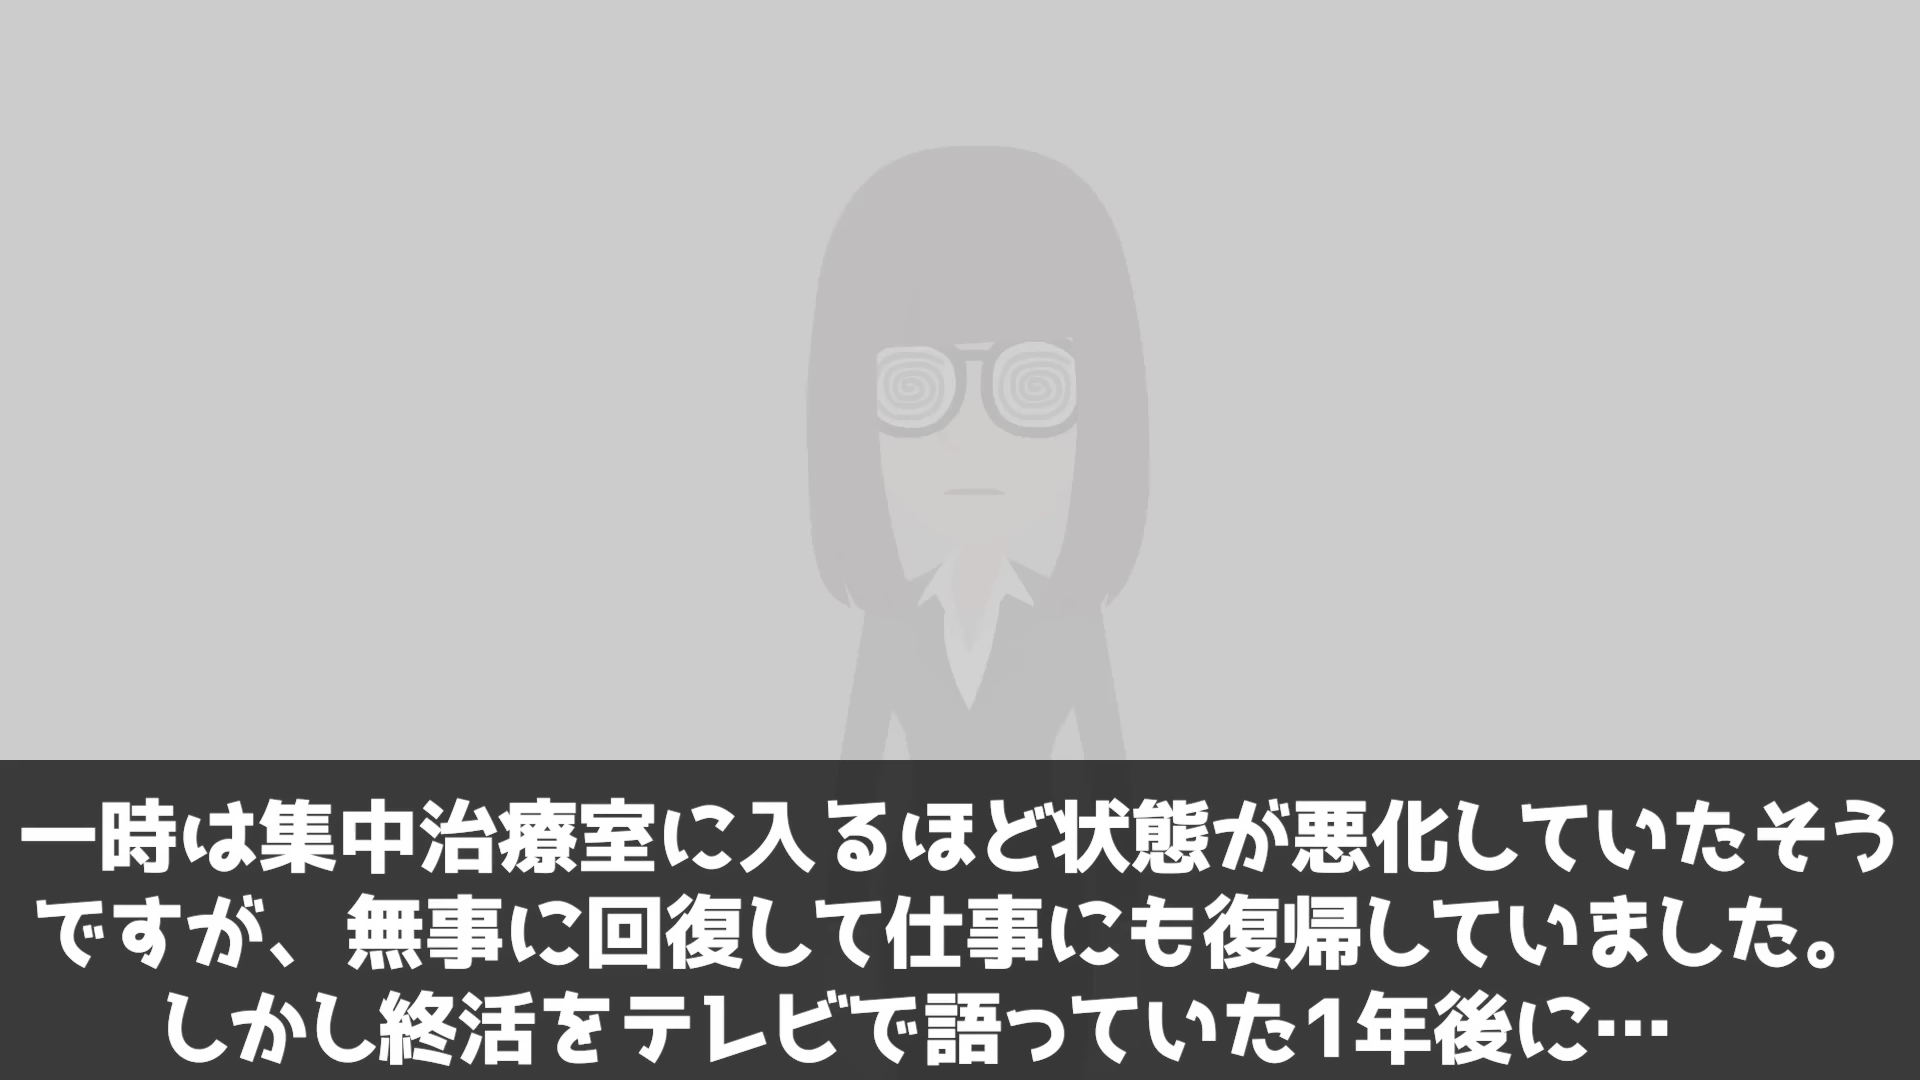 一時は集中治療室に入るほど状態が悪化していたそう
ですが、無事に回復して仕事にも復帰していました。
しかし終活をテレビで語っていた1年後に…